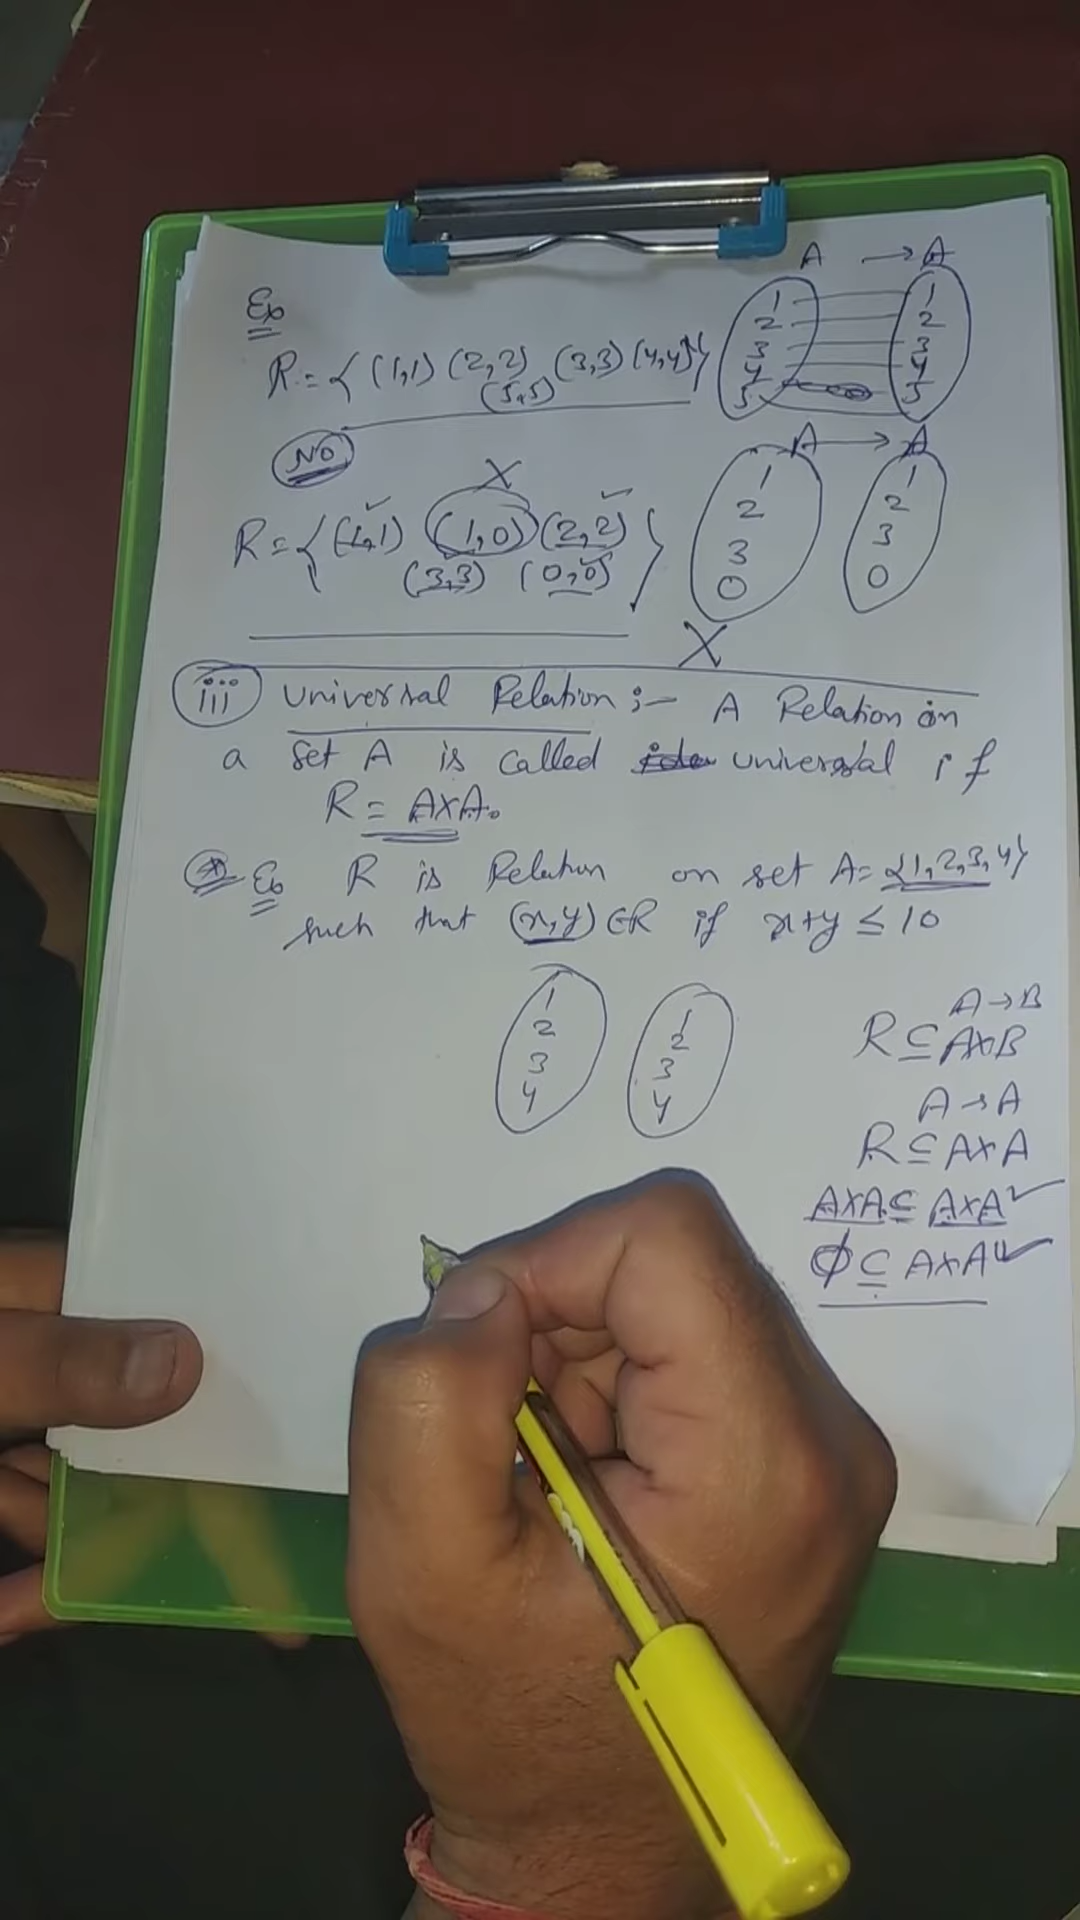 Ex
A → A
1 1
2 2
3 3
4 4
5 5
R = { (1,1) (2,2) (3,3) (4,4) }
(5,5)
NO
X
A → A
1 1
2 2
3 3
0 0
R = { (1,1) (1,0) (2,2) }
(3,3) (0,0)
X
iii universal Relation :- A Relation on
a set A is called universal if
R = A×A.
Ex R is Relation on set A= {1,2,3,4}
such that (x,y) ∈ R if x+y ≤ 10
1 1
2 2
3 3
4 4
A → B
R ⊆ A×B
A → A
R ⊆ A×A
A×A ⊆ A×A ✓
ϕ ⊆ A×A ✓